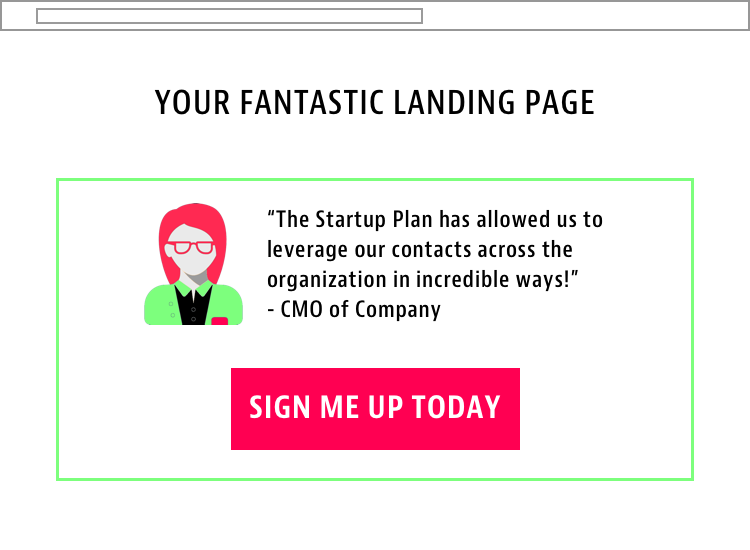 YOUR FANTASTIC LANDING PAGE
“The Startup Plan has allowed us to
leverage our contacts across the
organization in incredible ways!”
- CMO of Company
SIGN ME UP TODAY